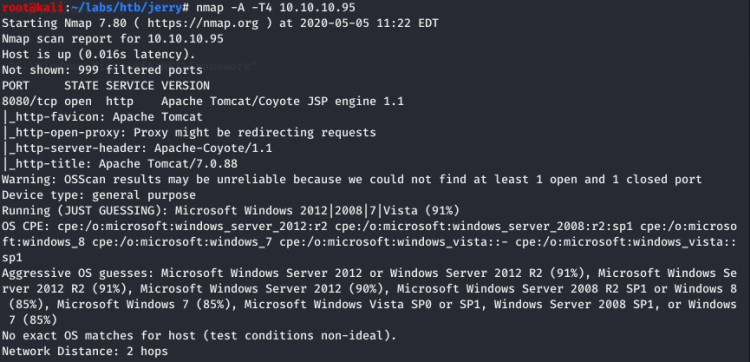 root@kali:~/labs/htb/jerry# nmap -A -T4 10.10.10.95
Starting Nmap 7.80 ( https://nmap.org ) at 2020-05-05 11:22 EDT
Nmap scan report for 10.10.10.95
Host is up (0.016s latency).
Not shown: 999 filtered ports
PORT     STATE SERVICE VERSION
8080/tcp open  http    Apache Tomcat/Coyote JSP engine 1.1
|_http-favicon: Apache Tomcat
|_http-open-proxy: Proxy might be redirecting requests
|_http-server-header: Apache-Coyote/1.1
|_http-title: Apache Tomcat/7.0.88
Warning: OSScan results may be unreliable because we could not find at least 1 open and 1 closed port
Device type: general purpose
Running (JUST GUESSING): Microsoft Windows 2012|2008|7|Vista (91%)
OS CPE: cpe:/o:microsoft:windows_server_2012:r2 cpe:/o:microsoft:windows_server_2008:r2:sp1 cpe:/o:microso
ft:windows_8 cpe:/o:microsoft:windows_7 cpe:/o:microsoft:windows_vista::- cpe:/o:microsoft:windows_vista::
sp1
Aggressive OS guesses: Microsoft Windows Server 2012 or Windows Server 2012 R2 (91%), Microsoft Windows Se
rver 2012 R2 (91%), Microsoft Windows Server 2012 (90%), Microsoft Windows Server 2008 R2 SP1 or Windows 8
 (85%), Microsoft Windows 7 (85%), Microsoft Windows Vista SP0 or SP1, Windows Server 2008 SP1, or Windows
 7 (85%)
No exact OS matches for host (test conditions non-ideal).
Network Distance: 2 hops